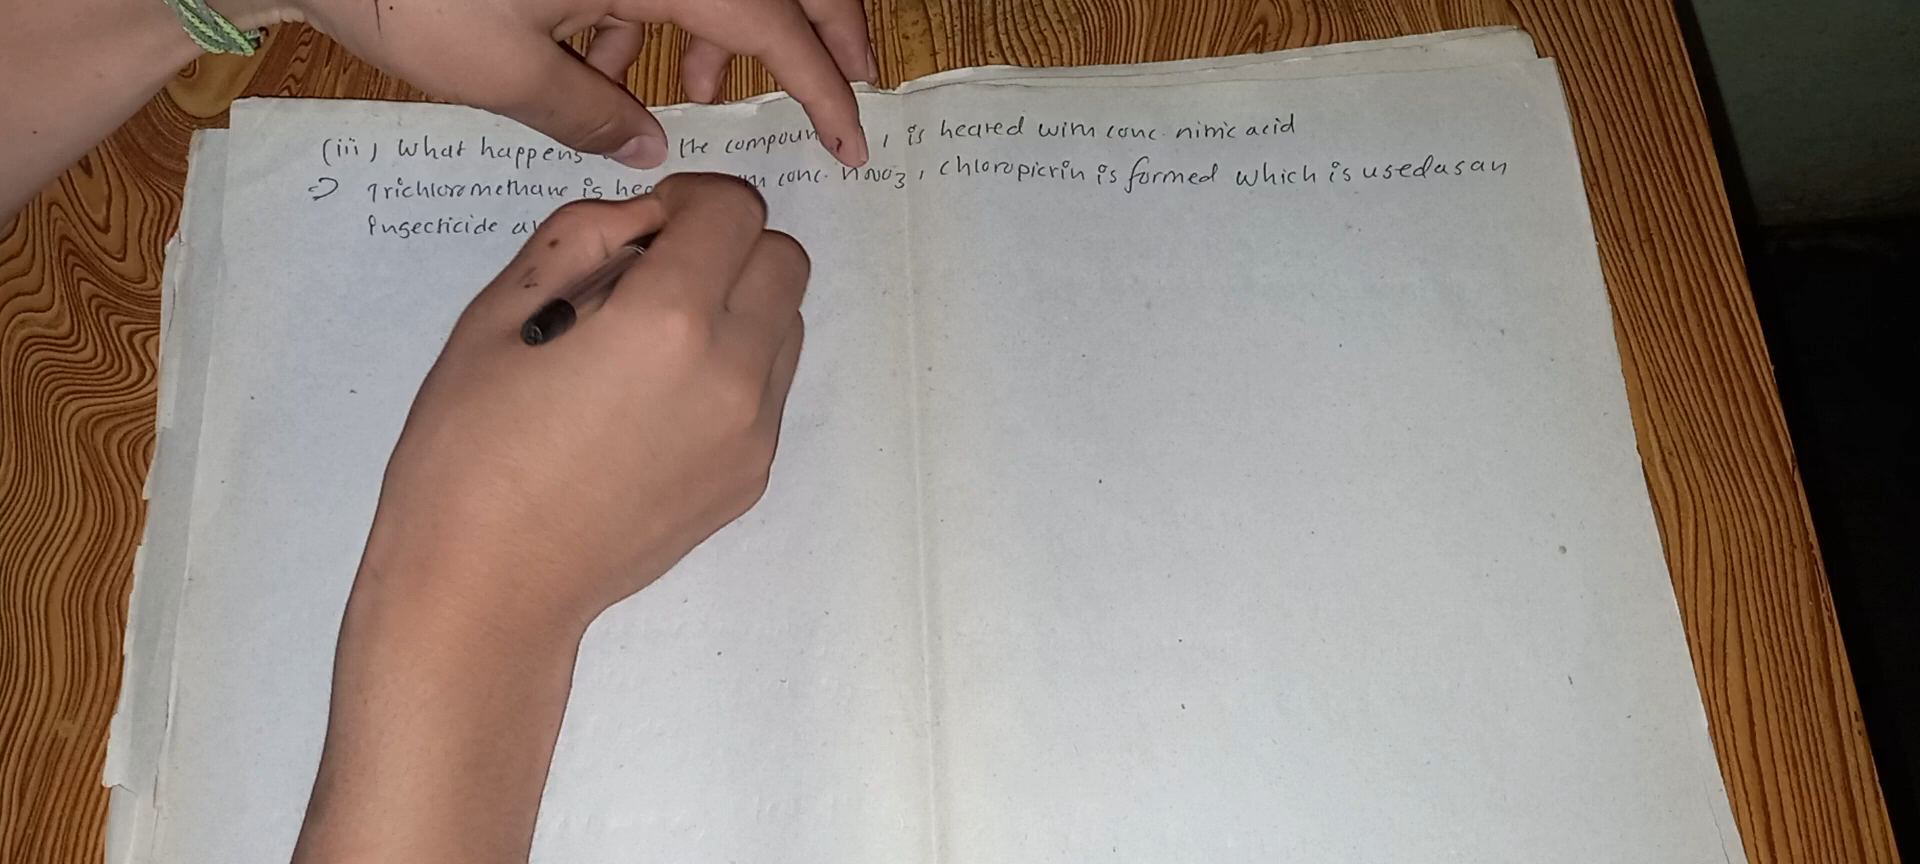 (iii) What happens the compoun , is heated with conc. nitric acid
=> Trichloromethane is hea conc. HNO3, chloropicrin is formed which is used as an
insecticide a